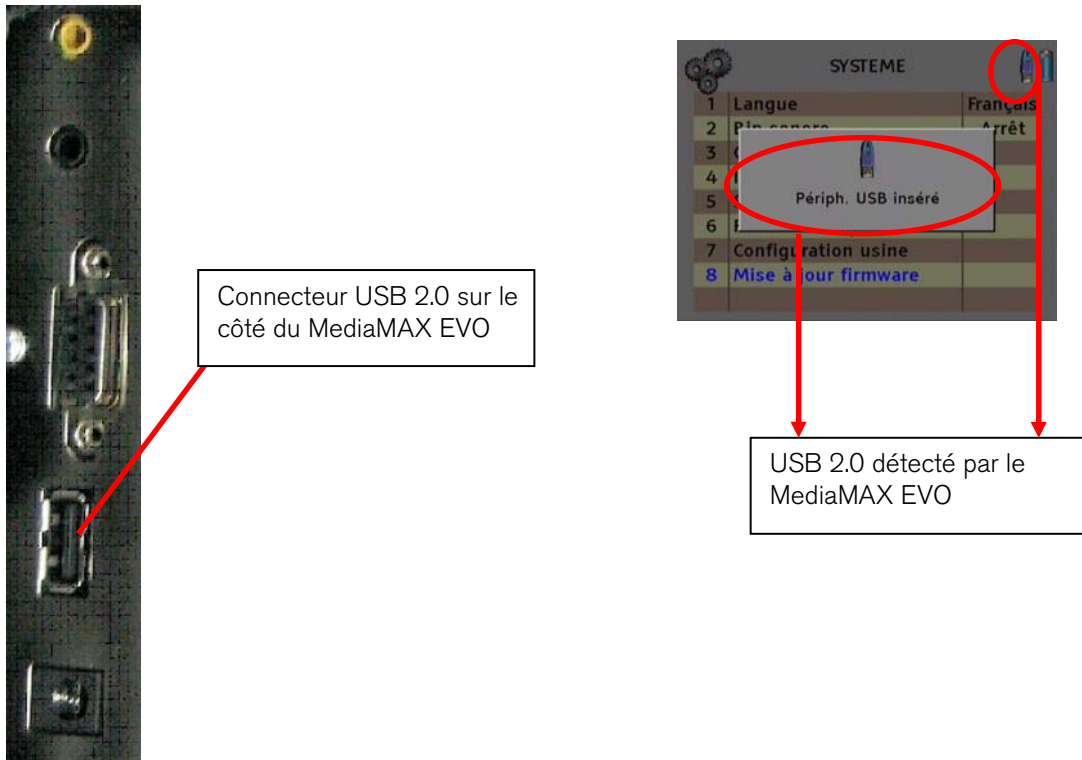 Connecteur USB 2.0 sur le
côté du MediaMAX EVO
SYSTEME
1 Langue Français
2 Arrêt
3
4
5
Périph. USB inséré
6
7 Configuration usine
8 Mise à jour firmware
USB 2.0 détecté par le
MediaMAX EVO